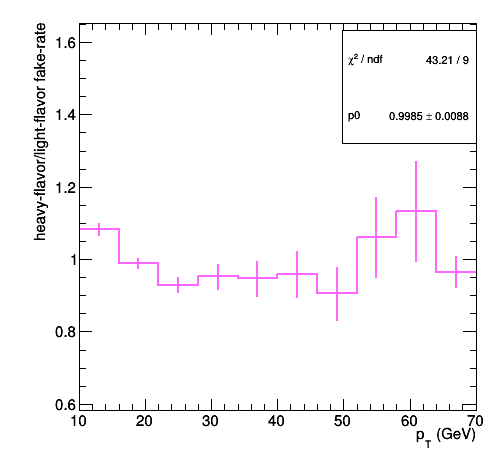 heavy-flavor/light-flavor fake-rate
χ² / ndf 43.21 / 9
p0 0.9985 ± 0.0088
1.6
1.4
1.2
1
0.8
0.6
10 20 30 40 50 60 70
p_T (GeV)